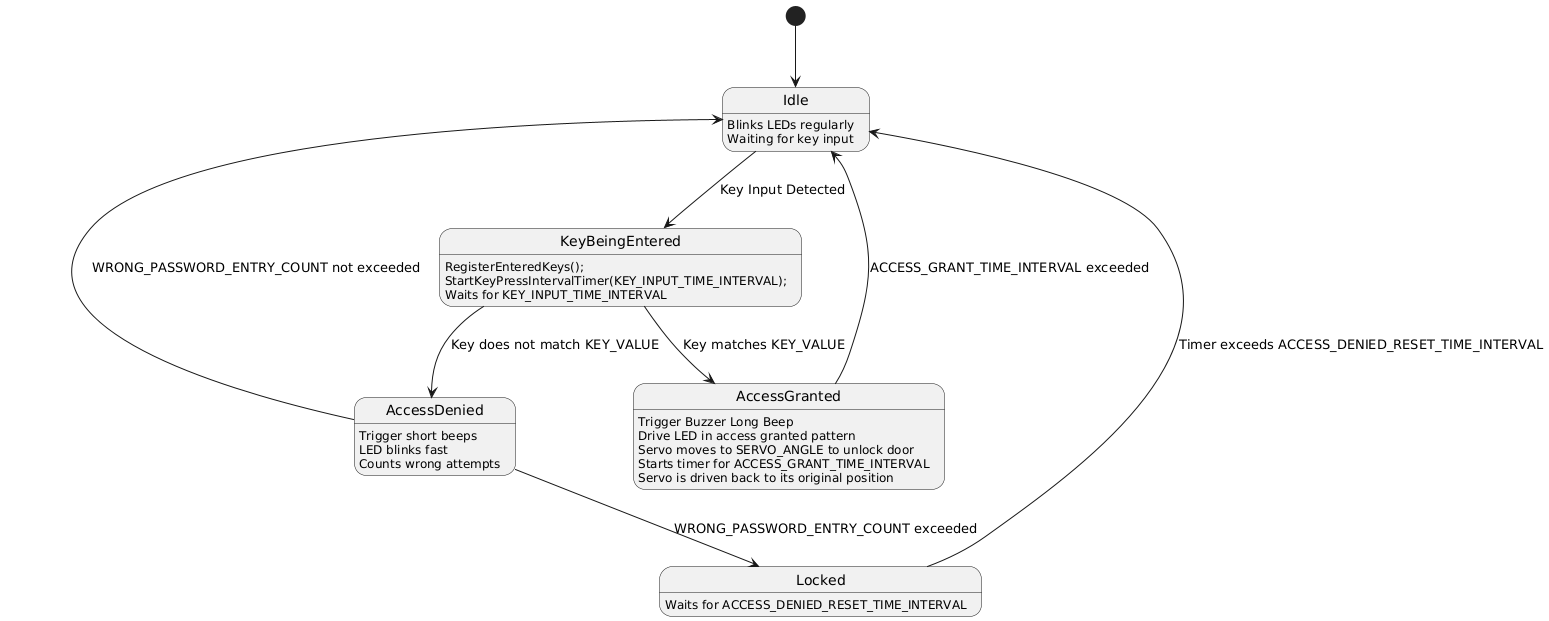 Idle
Blinks LEDs regularly
Waiting for key input
Key Input Detected
KeyBeingEntered
RegisterEnteredKeys();
StartKeyPressIntervalTimer(KEY_INPUT_TIME_INTERVAL);
Waits for KEY_INPUT_TIME_INTERVAL
WRONG_PASSWORD_ENTRY_COUNT not exceeded
ACCESS_GRANT_TIME_INTERVAL exceeded
Key does not match KEY_VALUE
Key matches KEY_VALUE
Timer exceeds ACCESS_DENIED_RESET_TIME_INTERVAL
AccessDenied
Trigger short beeps
LED blinks fast
Counts wrong attempts
AccessGranted
Trigger Buzzer Long Beep
Drive LED in access granted pattern
Servo moves to SERVO_ANGLE to unlock door
Starts timer for ACCESS_GRANT_TIME_INTERVAL
Servo is driven back to its original position
WRONG_PASSWORD_ENTRY_COUNT exceeded
Locked
Waits for ACCESS_DENIED_RESET_TIME_INTERVAL